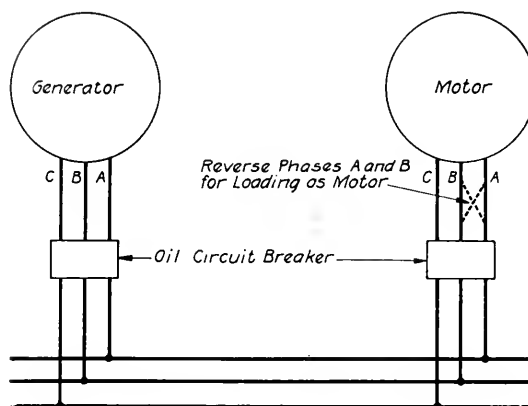 Generator
Motor
C B A
Reverse Phases A and B
for Loading as Motor
C B A
Oil Circuit Breaker